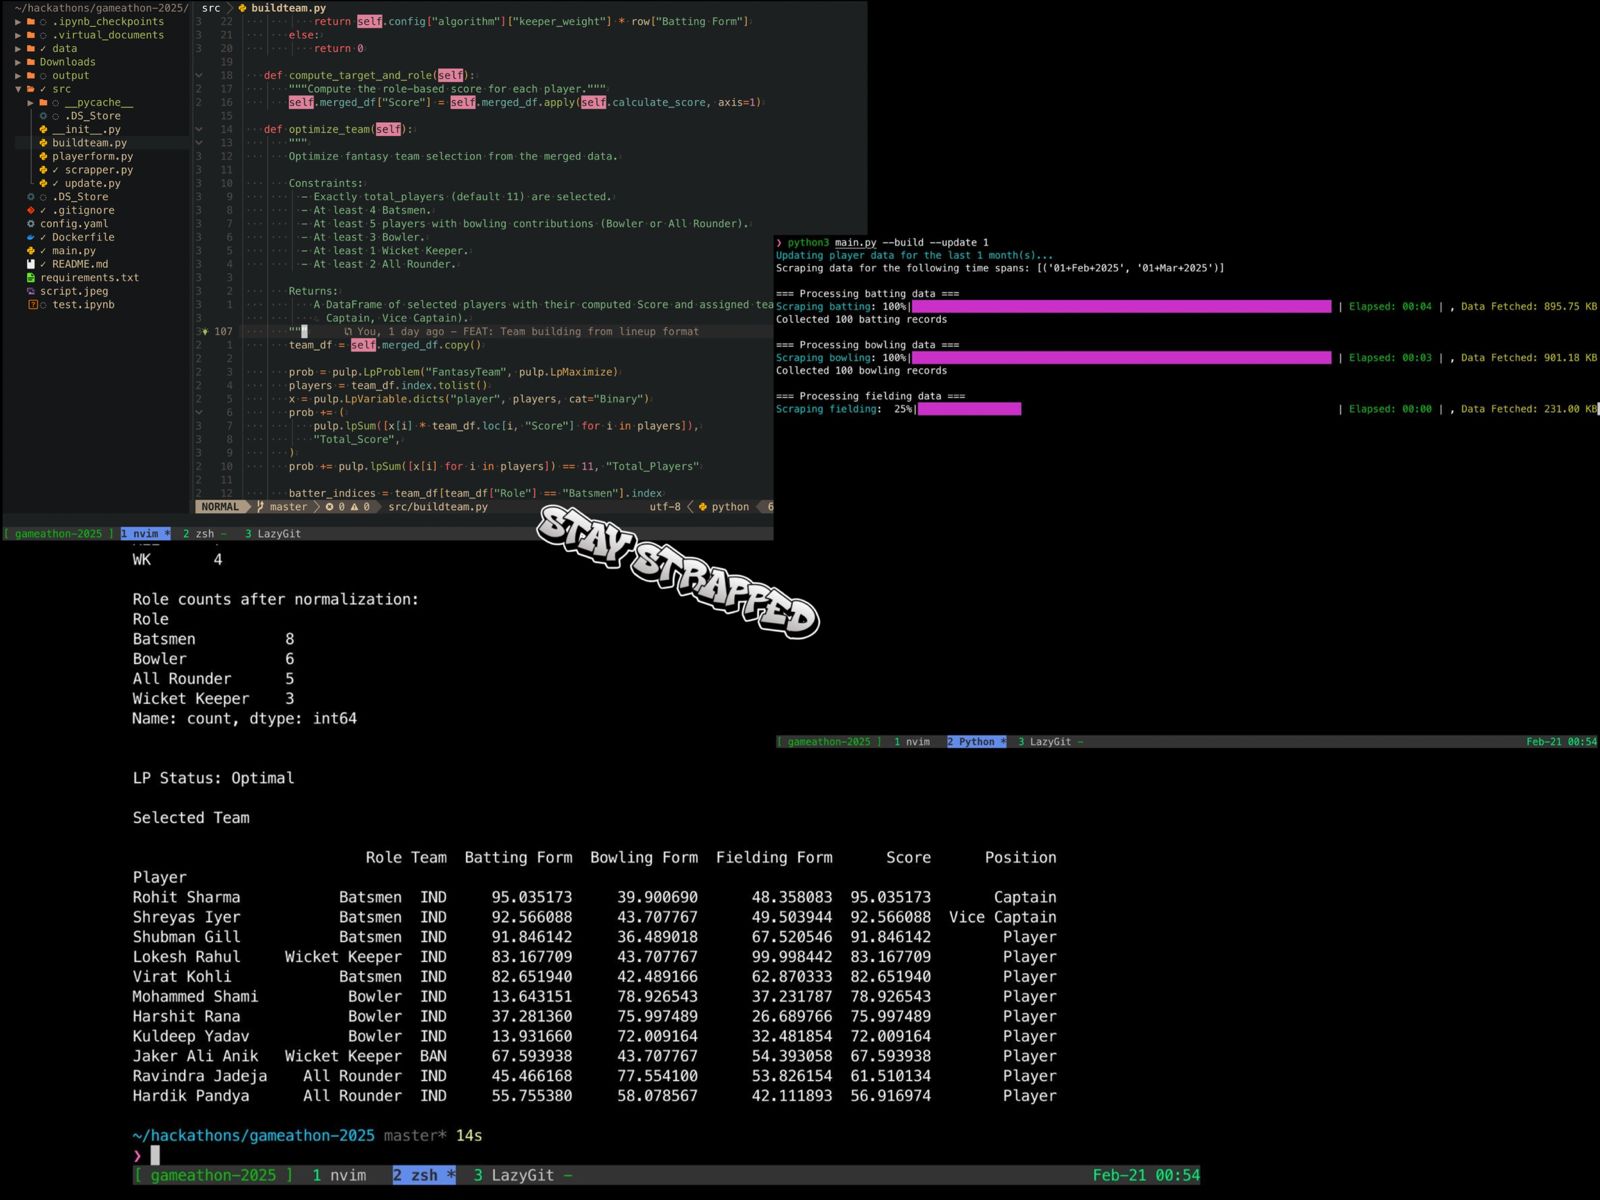 ~/hackathons/gameathon-2025/
.ipynb_checkpoints
.virtual_documents
✓ data
Downloads
output
✓ src
__pycache__
.DS_Store
__init__.py
buildteam.py
playerform.py
✓ scrapper.py
✓ update.py
.DS_Store
✓ .gitignore
config.yaml
✓ Dockerfile
✓ main.py
✓ README.md
requirements.txt
script.jpeg
test.ipynb
src > buildteam.py
3 22 return self.config["algorithm"]["keeper_weight"] * row["Batting Form"]
3 21 else:
3 20 return 0
19
3 18 def compute_target_and_role(self):
2 17 """Compute the role-based score for each player."""
2 16 self.merged_df["Score"] = self.merged_df.apply(self.calculate_score, axis=1)
15
3 14 def optimize_team(self):
3 13 """
3 12 Optimize fantasy team selection from the merged data.
3 11
3 10 Constraints:
3 9 - Exactly total_players (default 11) are selected.
3 8 - At least 4 Batsmen.
3 7 - At least 5 players with bowling contributions (Bowler or All Rounder).
3 6 - At least 3 Bowler.
3 5 - At least 1 Wicket Keeper.
3 4 - At least 2 All Rounder.
3 3
3 2 Returns:
3 1 A DataFrame of selected players with their computed Score and assigned tea
Captain, Vice Captain).
3 107 """ You, 1 day ago - FEAT: Team building from lineup format
2 1 team_df = self.merged_df.copy()
2 2
2 3 prob = pulp.LpProblem("FantasyTeam", pulp.LpMaximize)
2 4 players = team_df.index.tolist()
2 5 x = pulp.LpVariable.dicts("player", players, cat="Binary")
2 6 prob += (
3 7 pulp.lpSum([x[i] * team_df.loc[i, "Score"] for i in players]),
3 8 "Total_Score",
2 9 )
2 10 prob += pulp.lpSum([x[i] for i in players]) == 11, "Total_Players"
2 11
2 12 batter_indices = team_df[team_df["Role"] == "Batsmen"].index
NORMAL master 0 0 src/buildteam.py utf-8 python 6
[ gameathon-2025 ] 1 nvim * 2 zsh - 3 LazyGit
❯ python3 main.py --build --update 1
Updating player data for the last 1 month(s)...
Scraping data for the following time spans: [('01+Feb+2025', '01+Mar+2025')]
=== Processing batting data ===
Scraping batting: 100%| | Elapsed: 00:04 | , Data Fetched: 895.75 KB
Collected 100 batting records
=== Processing bowling data ===
Scraping bowling: 100%| | Elapsed: 00:03 | , Data Fetched: 901.18 KB
Collected 100 bowling records
=== Processing fielding data ===
Scraping fielding: 25%| | Elapsed: 00:00 | , Data Fetched: 231.00 KB
[ gameathon-2025 ] 1 nvim 2 Python * 3 LazyGit - Feb-21 00:54
STAY STRAPPED
WK 4
Role counts after normalization:
Role
Batsmen 8
Bowler 6
All Rounder 5
Wicket Keeper 3
Name: count, dtype: int64
LP Status: Optimal
Selected Team
Role Team Batting Form Bowling Form Fielding Form Score Position
Player
Rohit Sharma Batsmen IND 95.035173 39.900690 48.358083 95.035173 Captain
Shreyas Iyer Batsmen IND 92.566088 43.707767 49.503944 92.566088 Vice Captain
Shubman Gill Batsmen IND 91.846142 36.489018 67.520546 91.846142 Player
Lokesh Rahul Wicket Keeper IND 83.167709 43.707767 99.998442 83.167709 Player
Virat Kohli Batsmen IND 82.651940 42.489166 62.870333 82.651940 Player
Mohammed Shami Bowler IND 13.643151 78.926543 37.231787 78.926543 Player
Harshit Rana Bowler IND 37.281360 75.997489 26.689766 75.997489 Player
Kuldeep Yadav Bowler IND 13.931660 72.009164 32.481854 72.009164 Player
Jaker Ali Anik Wicket Keeper BAN 67.593938 43.707767 54.393058 67.593938 Player
Ravindra Jadeja All Rounder IND 45.466168 77.554100 53.826154 61.510134 Player
Hardik Pandya All Rounder IND 55.755380 58.078567 42.111893 56.916974 Player
~/hackathons/gameathon-2025 master* 14s
❯
[ gameathon-2025 ] 1 nvim 2 zsh * 3 LazyGit - Feb-21 00:54